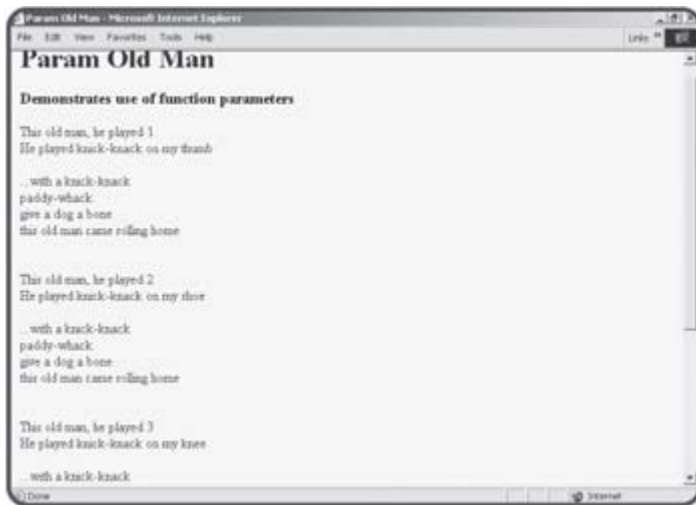 Param Old Man - Microsoft Internet Explorer
File Edit View Favorites Tools Help
Links »
Param Old Man
Demonstrates use of function parameters
This old man, he played 1
He played knick-knack on my thumb
...with a knick-knack
paddy-whack
give a dog a bone
this old man came rolling home
This old man, he played 2
He played knick-knack on my shoe
...with a knick-knack
paddy-whack
give a dog a bone
this old man came rolling home
This old man, he played 3
He played knick-knack on my knee
...with a knick-knack
Done
Internet